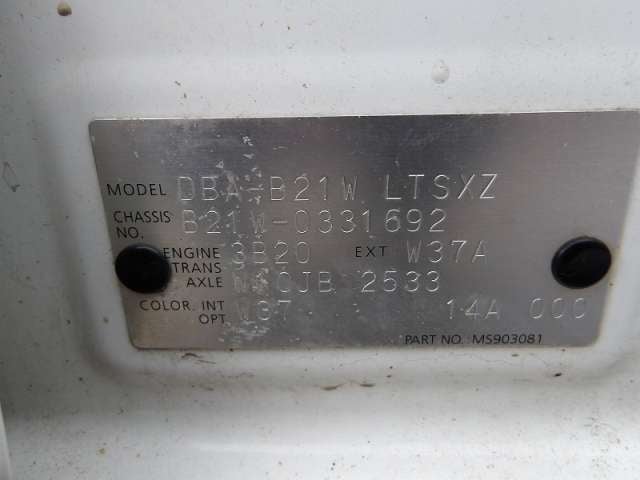 MODEL DBA-B21W LTSXZ
CHASSIS NO. B21W-0331692
ENGINE 3B20 EXT W37A
TRANS AXLE CJB 2533
COLOR. INT OPT 14A 000
PART NO. MS903081